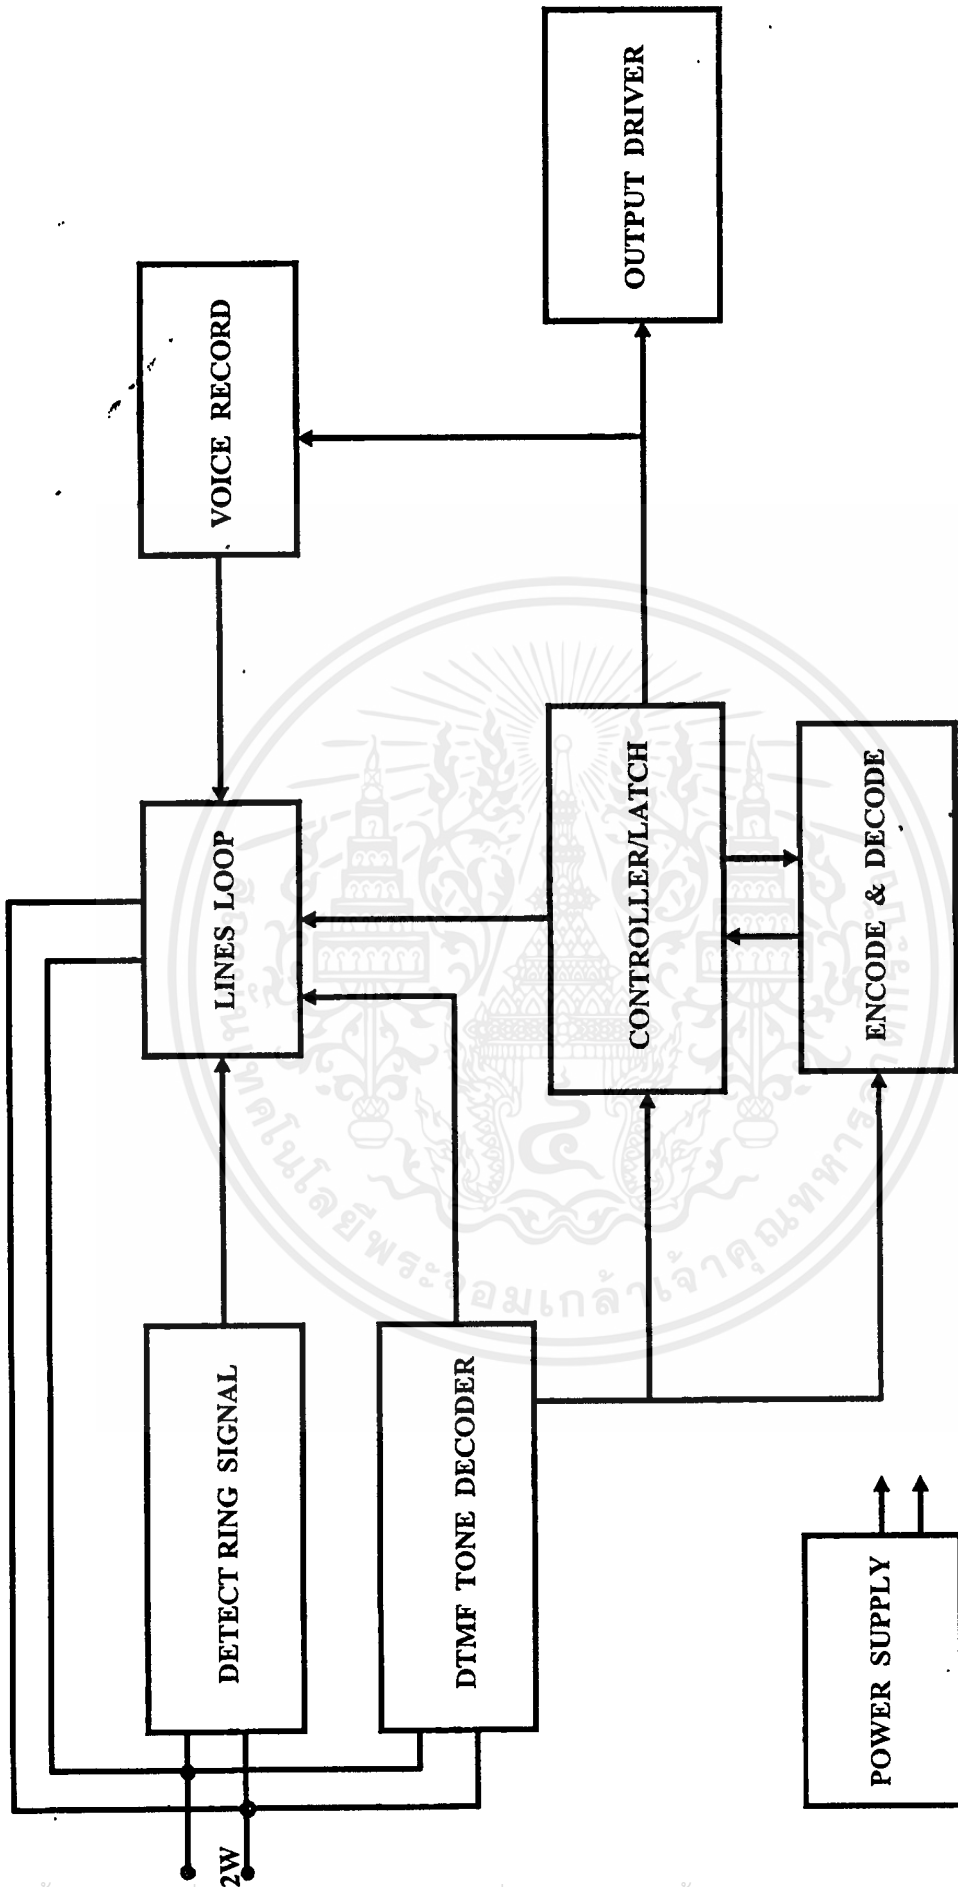 2W
DETECT RING SIGNAL
LINES LOOP
VOICE RECORD
DTMF TONE DECODER
CONTROLLER/LATCH
OUTPUT DRIVER
POWER SUPPLY
ENCODE & DECODE
๔